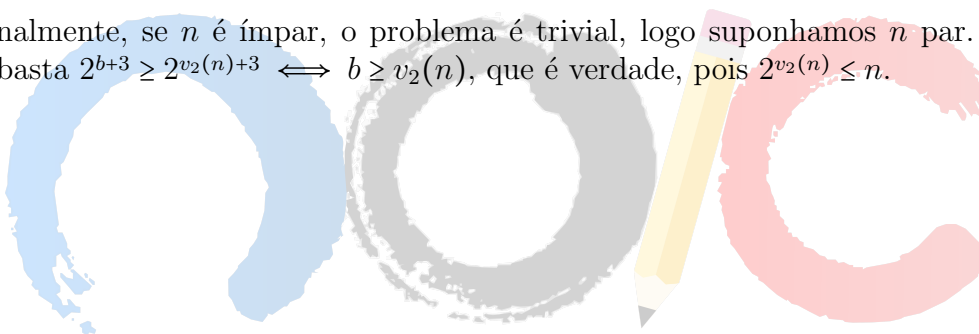 nalmente, se n é ímpar, o problema é trivial, logo suponhamos n par.
basta 2^{b+3} ≥ 2^{v_2(n)+3} ⟺ b ≥ v_2(n), que é verdade, pois 2^{v_2(n)} ≤ n.